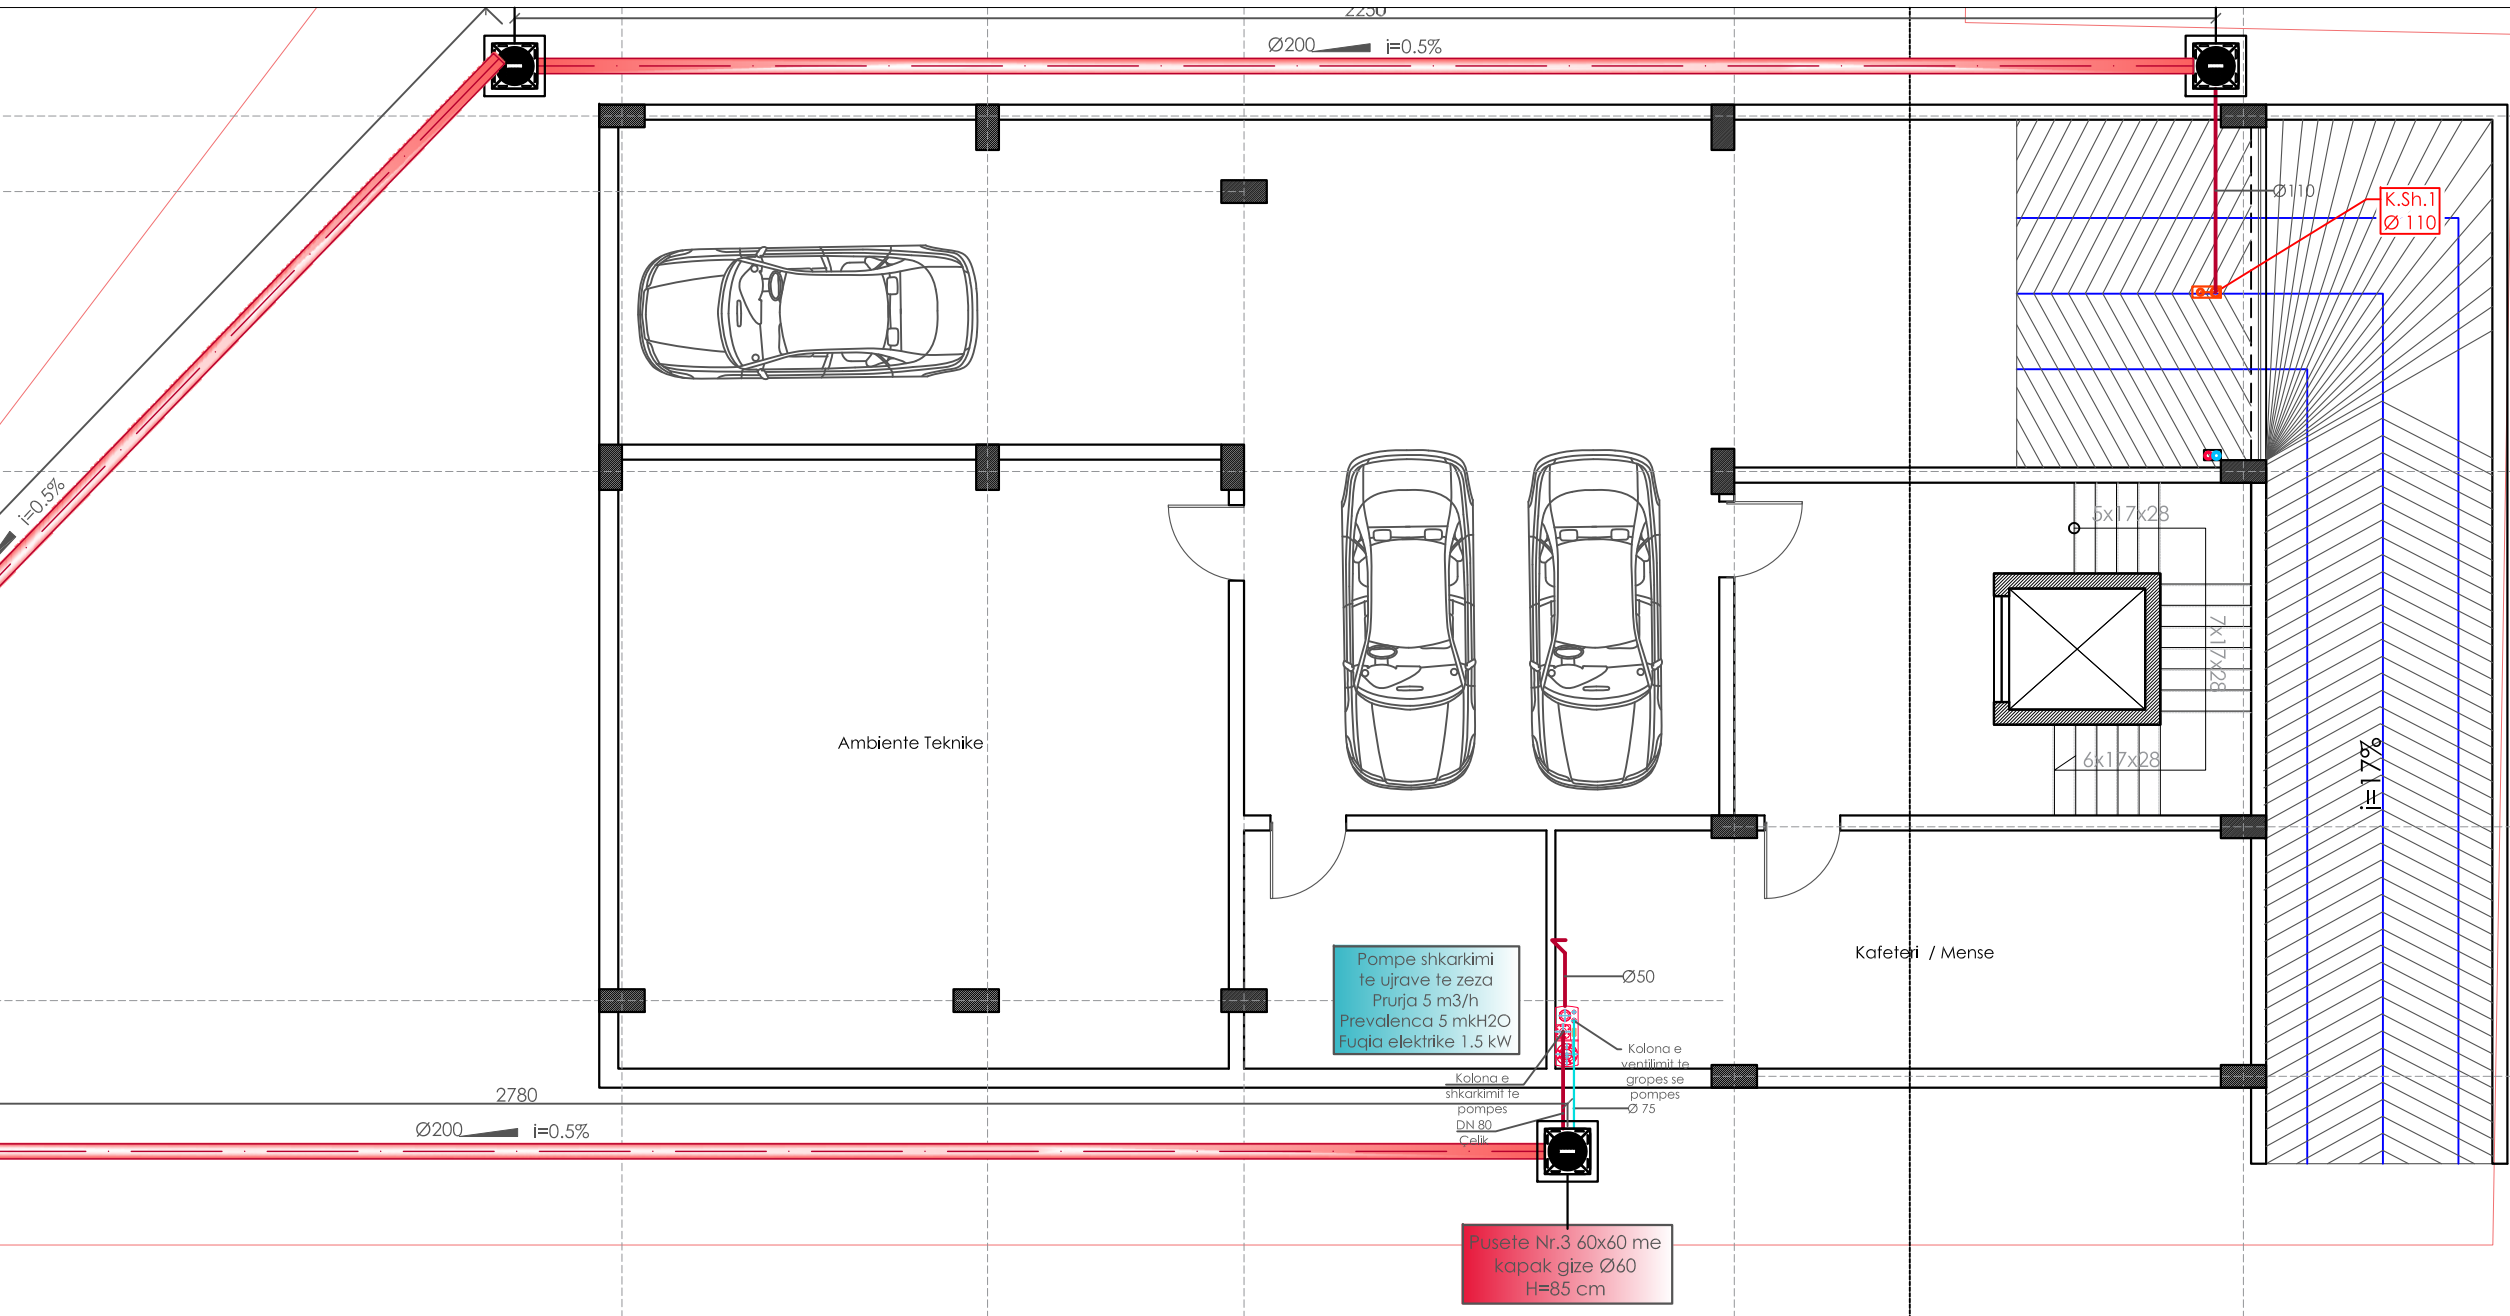 2250
Ø200 i=0.5%
Ø110
K.Sh.1
Ø 110
i=0.5%
5x17x28
7x17x28
6x17x28
i=17%
Ambiente Teknike
Kafeteri / Mense
Pompe shkarkimi
te ujrave te zeza
Prurja 5 m3/h
Prevalenca 5 mkH2O
Fuqia elektrike 1.5 kW
Ø50
Kolona e
ventilimit te
gropes se
pompes
Ø 75
Kolona e
shkarkimit te
pompes
DN 80
Çelik
2780
Ø200 i=0.5%
Pusete Nr.3 60x60 me
kapak gize Ø60
H=85 cm